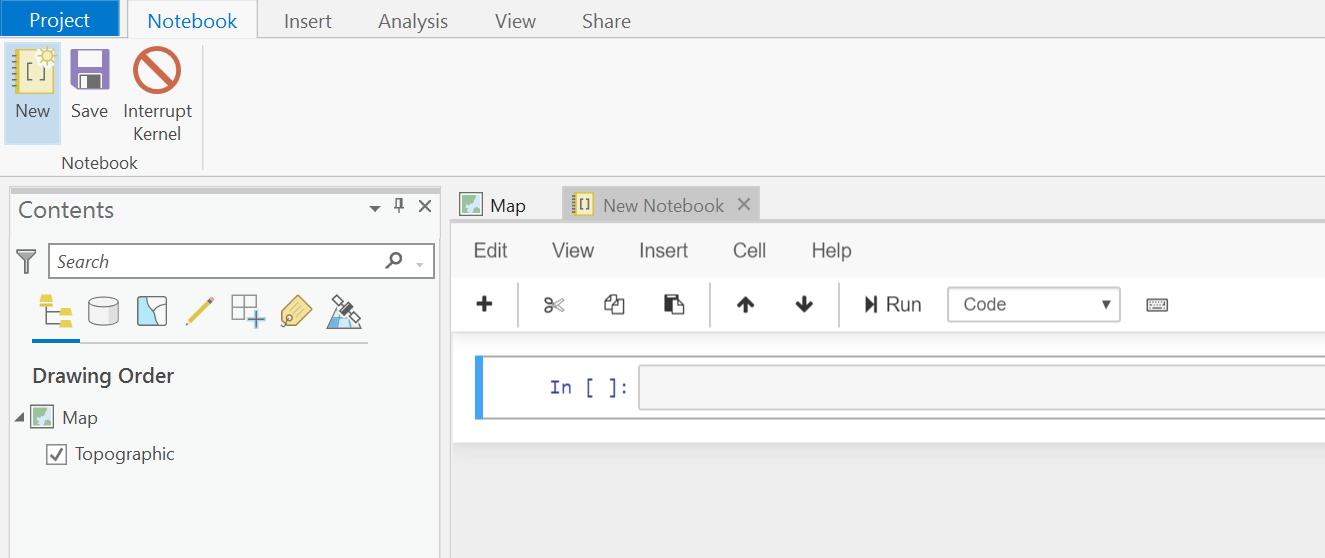 Project Notebook Insert Analysis View Share
New Save Interrupt Kernel
Notebook
Contents
Search
Drawing Order
Map
Topographic
Map New Notebook
Edit View Insert Cell Help
Run Code
In [ ]: